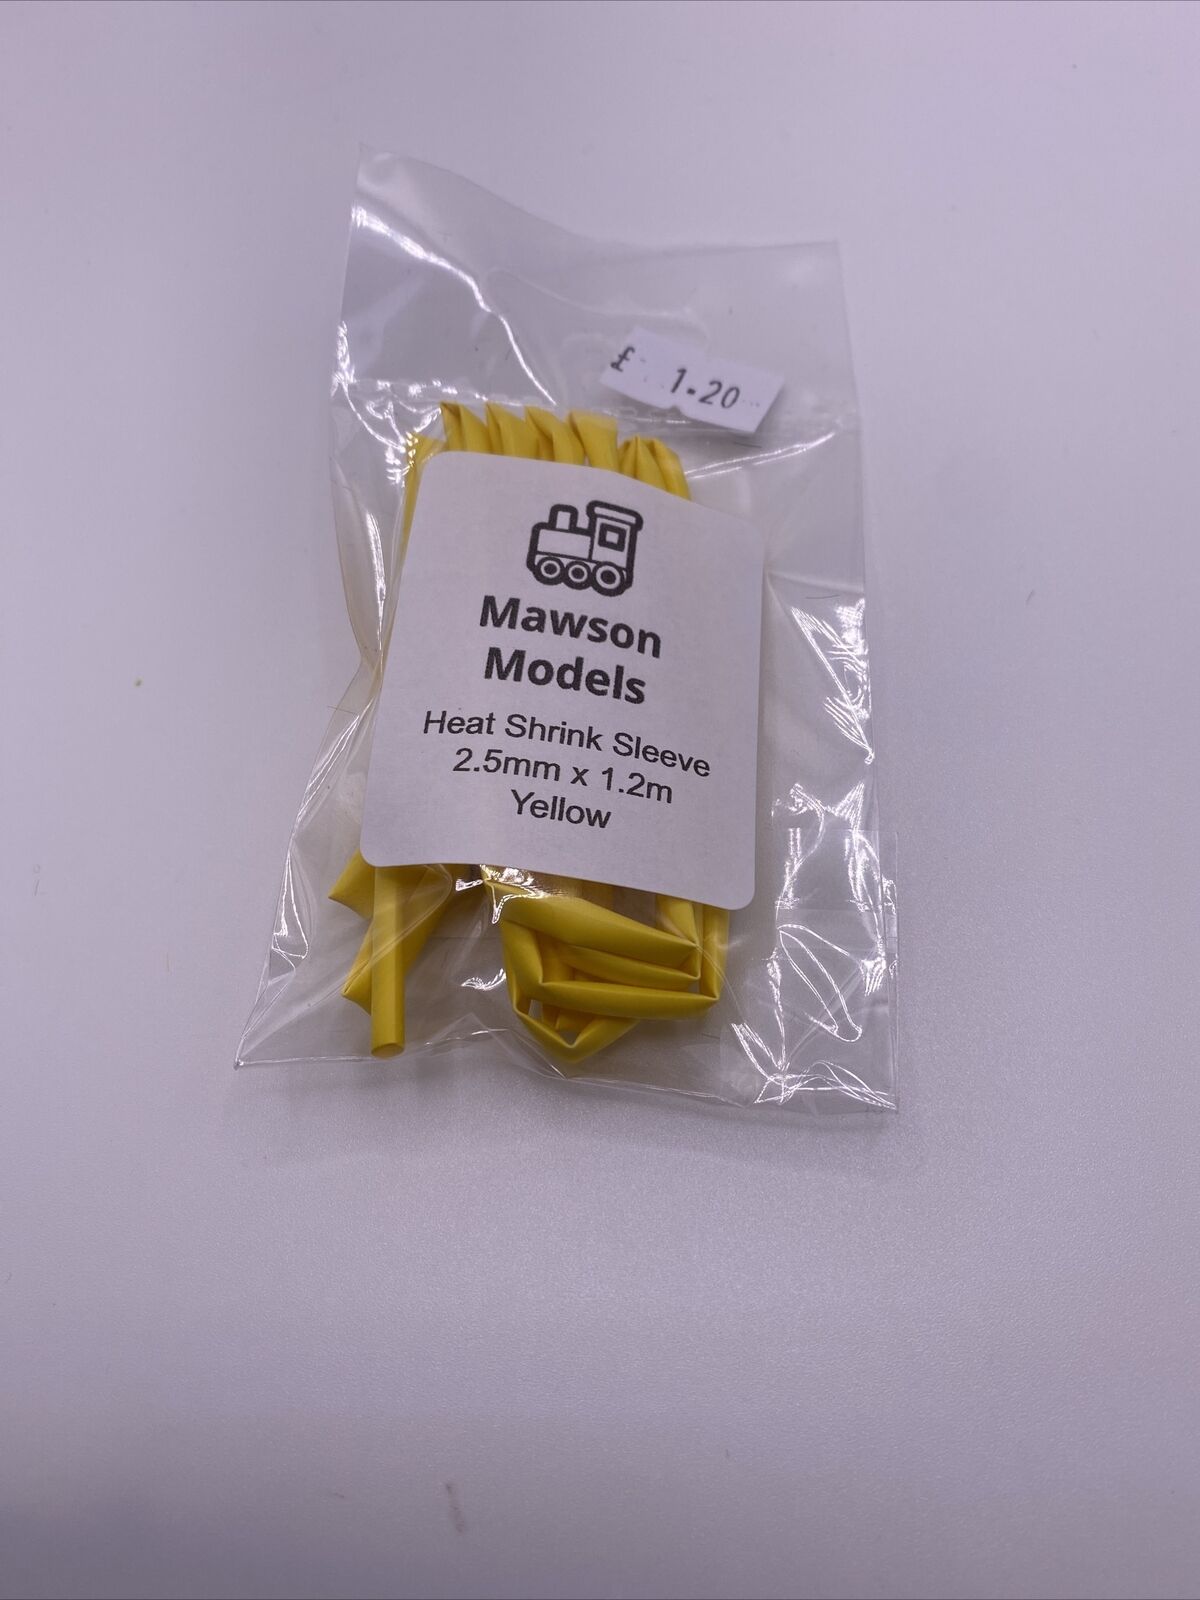 £ 1.20
Mawson
Models
Heat Shrink Sleeve
2.5mm x 1.2m
Yellow